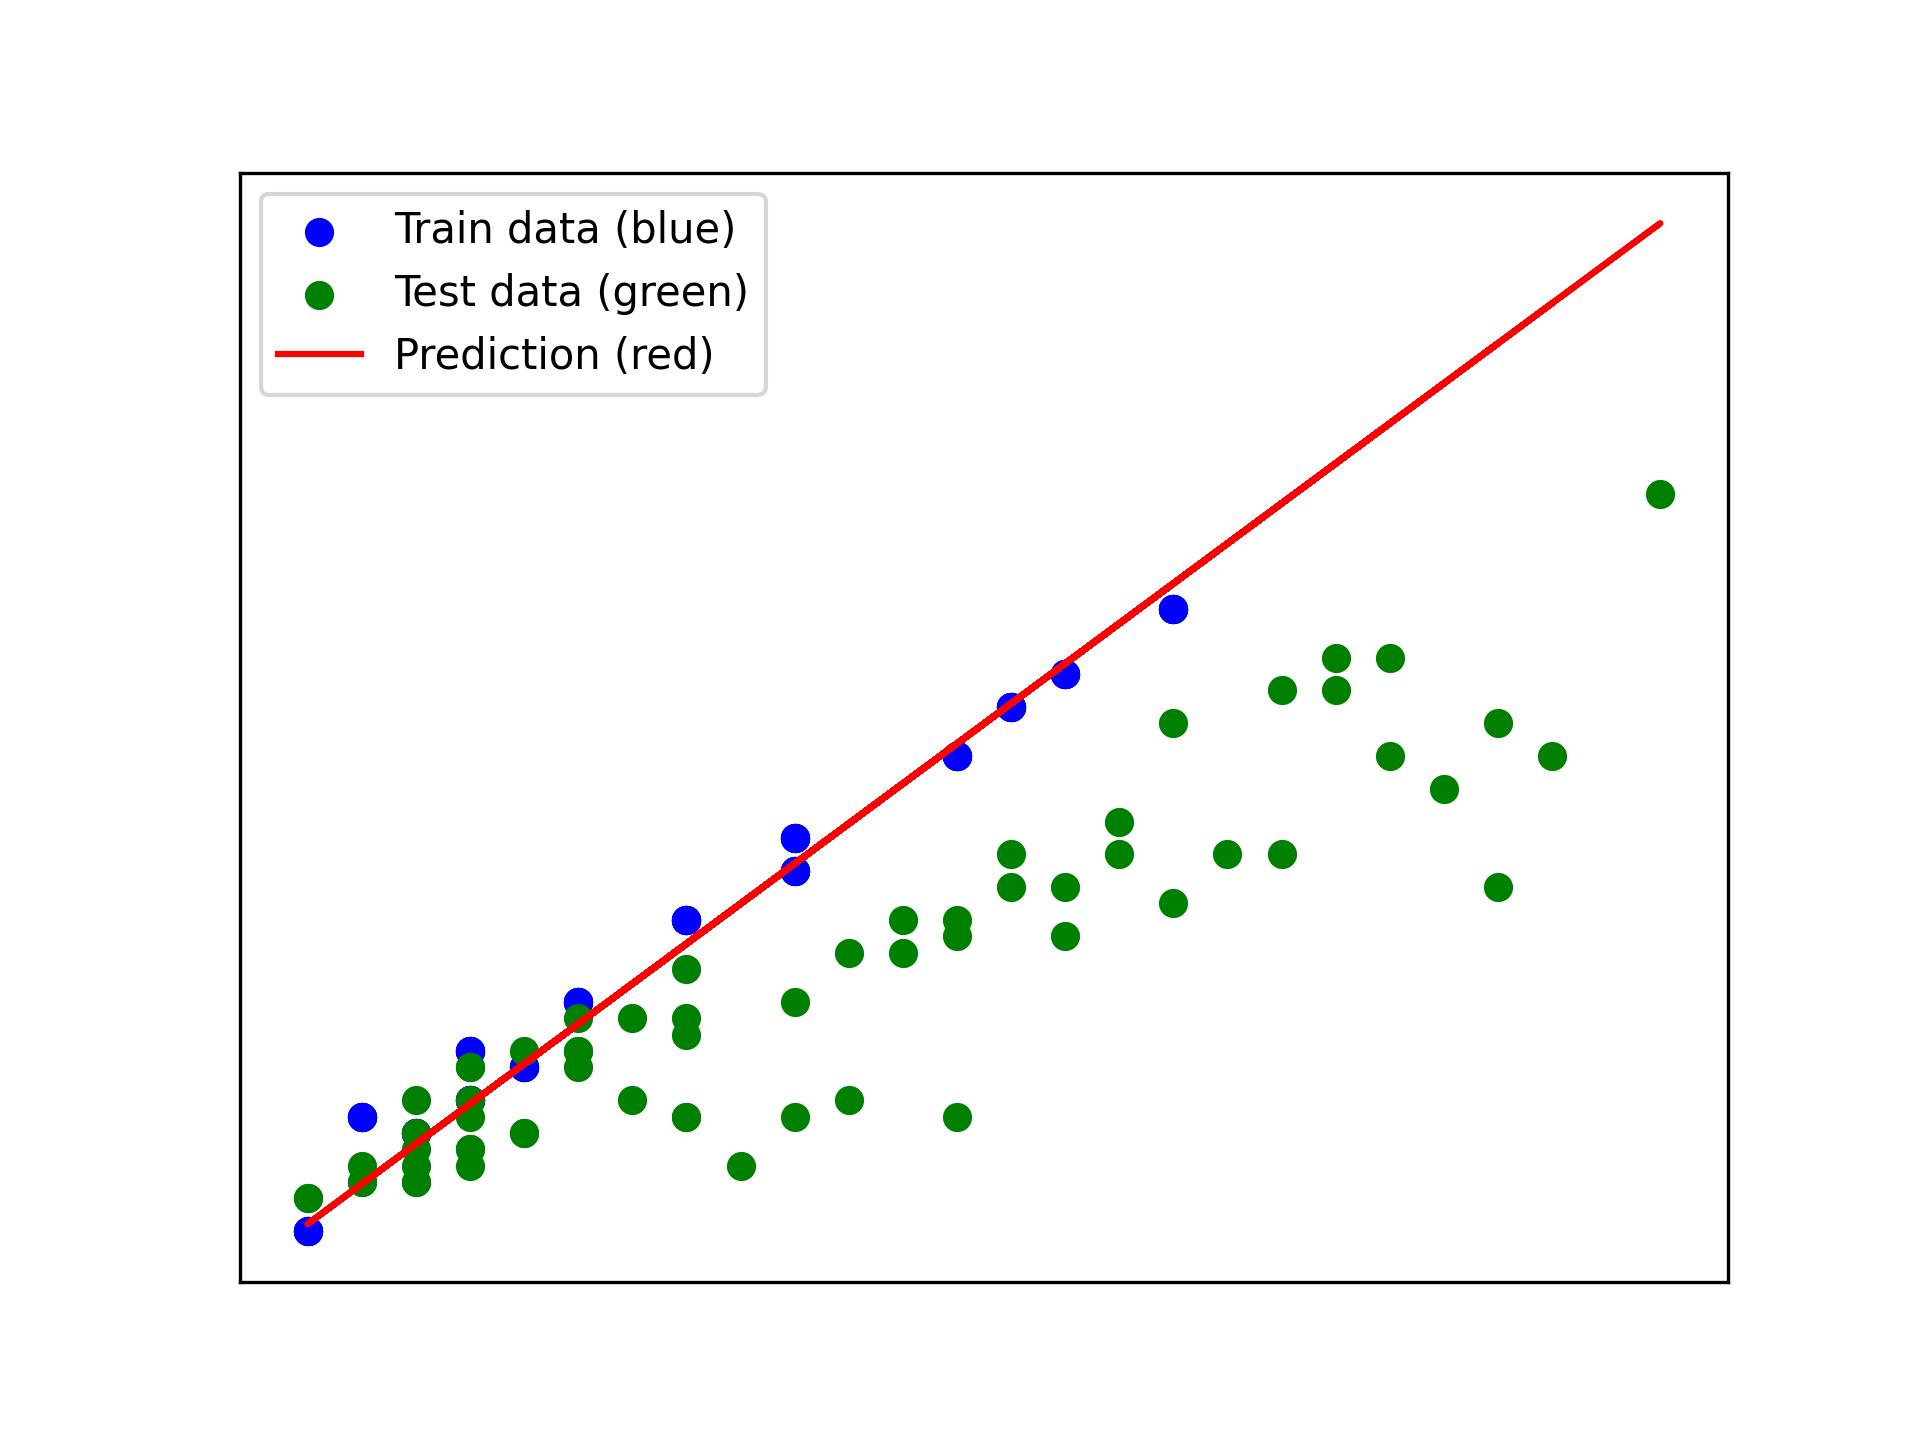 Train data (blue)
Test data (green)
Prediction (red)